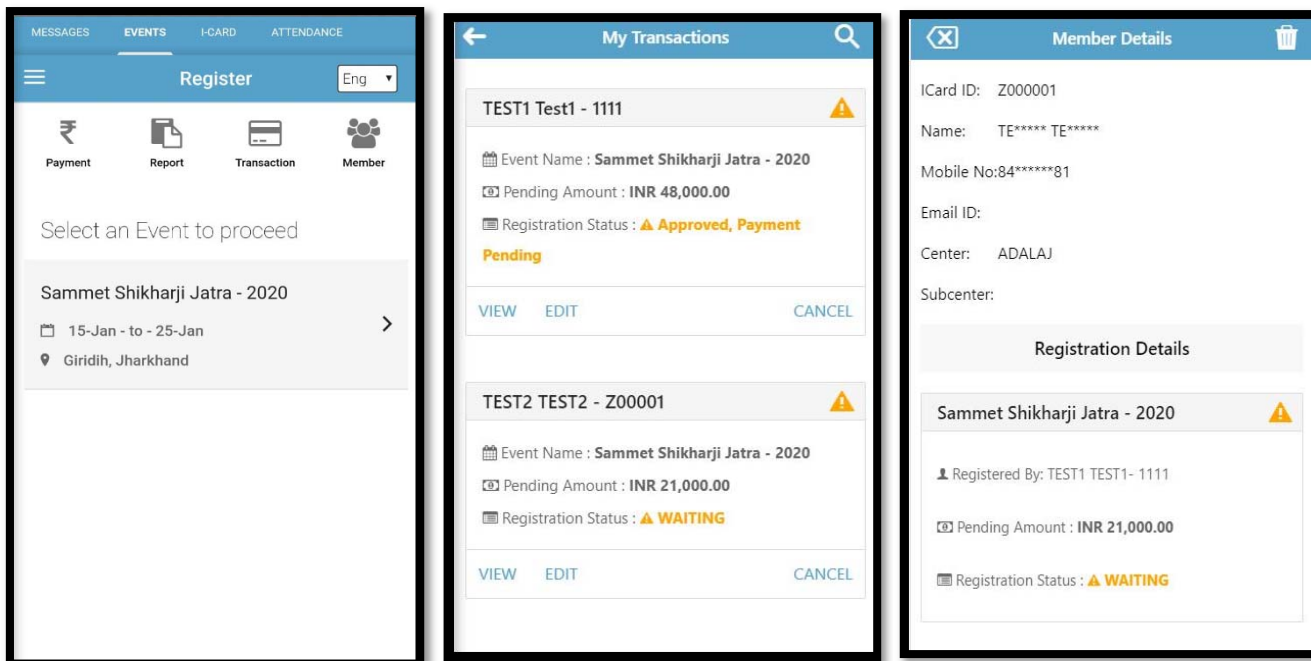 MESSAGES EVENTS I-CARD ATTENDANCE
Register Eng
Payment Report Transaction Member
Select an Event to proceed
Sammet Shikharji Jatra - 2020
15-Jan - to - 25-Jan
Giridih, Jharkhand
My Transactions
TEST1 Test1 - 1111
Event Name : Sammet Shikharji Jatra - 2020
Pending Amount : INR 48,000.00
Registration Status : Approved, Payment
Pending
VIEW EDIT CANCEL
TEST2 TEST2 - Z00001
Event Name : Sammet Shikharji Jatra - 2020
Pending Amount : INR 21,000.00
Registration Status : WAITING
VIEW EDIT CANCEL
Member Details
ICard ID: Z000001
Name: TE***** TE*****
Mobile No:84******81
Email ID:
Center: ADALAJ
Subcenter:
Registration Details
Sammet Shikharji Jatra - 2020
Registered By: TEST1 TEST1- 1111
Pending Amount : INR 21,000.00
Registration Status : WAITING